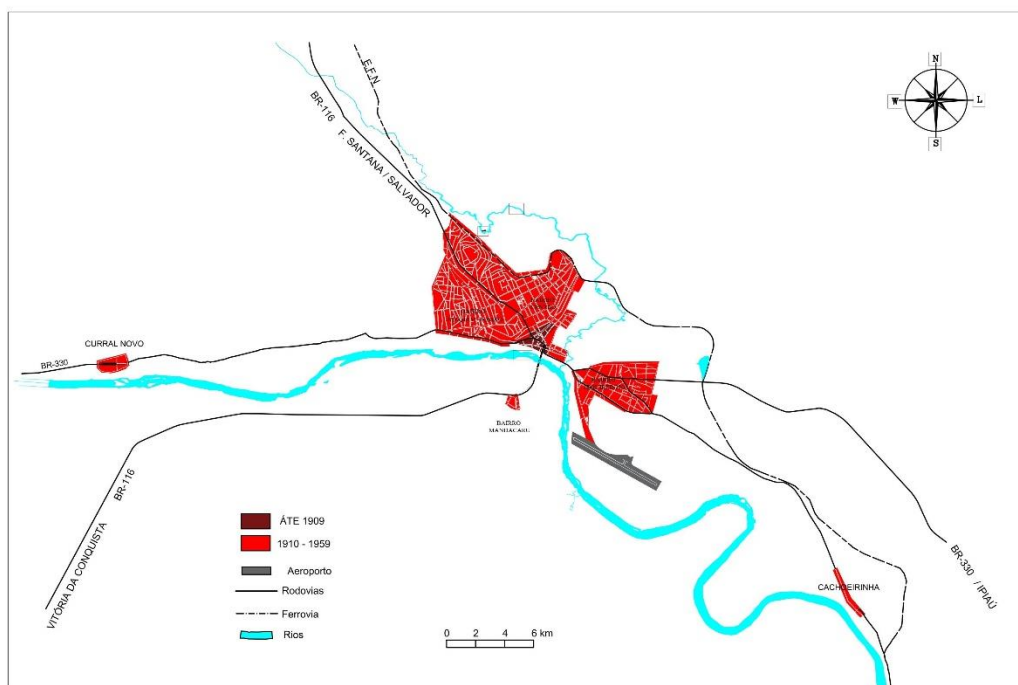 N
W
L
S
E.F.N
BR-116
F. SANTANA / SALVADOR
CURRAL NOVO
BR-330
BAIRRO
MANDACARU
BR-116
VITÓRIA DA CONQUISTA
CACHOEIRINHA
BR-330 / IPIAÚ
ÁTE 1909
1910 - 1959
Aeroporto
Rodovias
Ferrovia
Rios
0 2 4 6 km